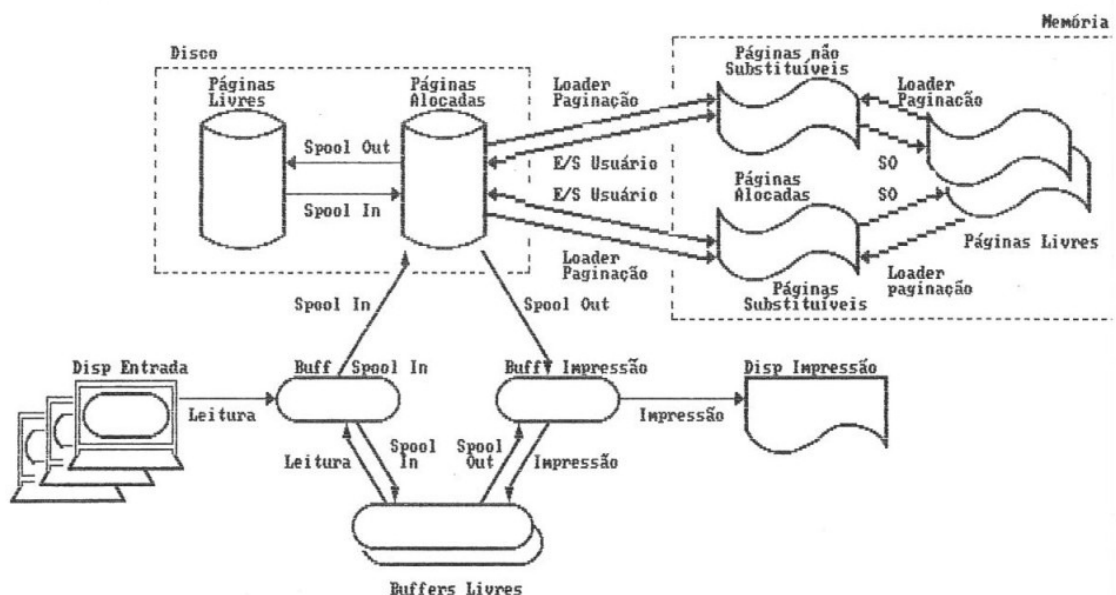 Memória
Disco
Páginas
Livres
Páginas
Alocadas
Spool Out
Spool In
Loader
Paginação
E/S Usuário
E/S Usuário
Loader
Paginação
Páginas não
Substituíveis
Loader
Paginacão
SO
SO
Páginas
Alocadas
Páginas
Substituíveis
Páginas Livres
Loader
paginação
Spool In
Spool Out
Disp Entrada
Leitura
Buff Spool In
Buff Impressão
Impressão
Disp Impressão
Leitura
Spool
In
Spool
Out
Impressão
Buffers Livres